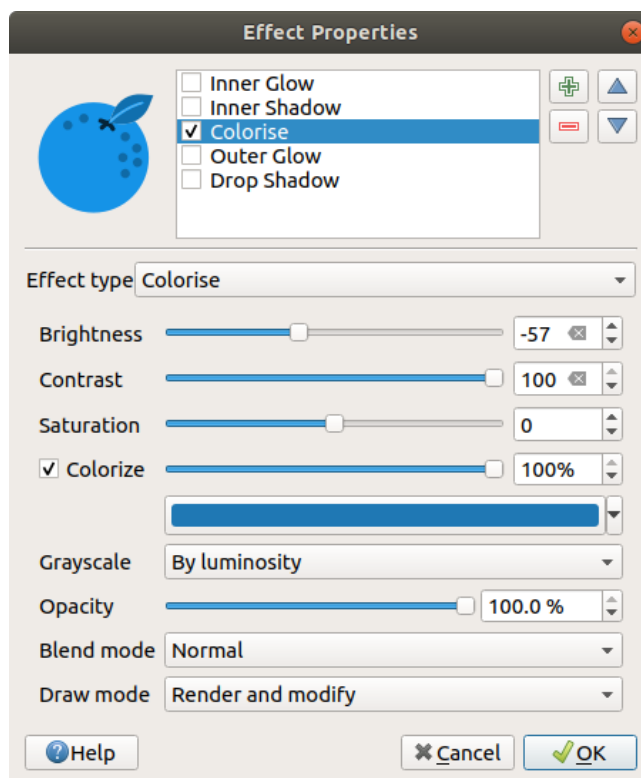 Effect Properties
Inner Glow
Inner Shadow
Colorise
Outer Glow
Drop Shadow
Effect type Colorise
Brightness -57
Contrast 100
Saturation 0
Colorize 100%
Grayscale By luminosity
Opacity 100.0 %
Blend mode Normal
Draw mode Render and modify
Help Cancel OK